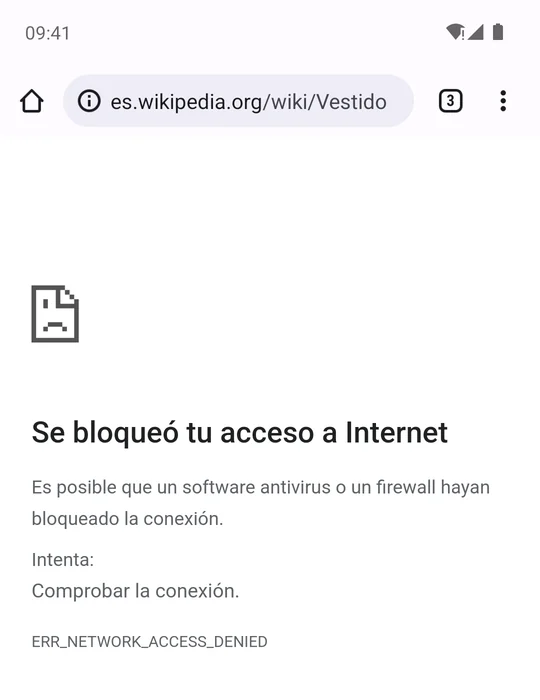 09:41
es.wikipedia.org/wiki/Vestido
3
Se bloqueó tu acceso a Internet
Es posible que un software antivirus o un firewall hayan
bloqueado la conexión.
Intenta:
Comprobar la conexión.
ERR_NETWORK_ACCESS_DENIED